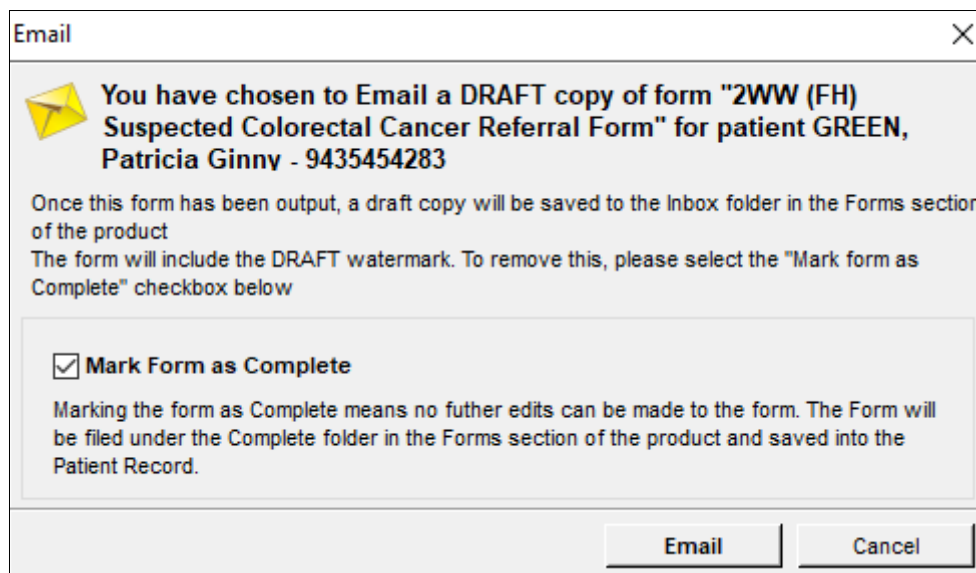 Email
You have chosen to Email a DRAFT copy of form "2WW (FH)
Suspected Colorectal Cancer Referral Form" for patient GREEN,
Patricia Ginny - 9435454283
Once this form has been output, a draft copy will be saved to the Inbox folder in the Forms section
of the product
The form will include the DRAFT watermark. To remove this, please select the "Mark form as
Complete" checkbox below
Mark Form as Complete
Marking the form as Complete means no futher edits can be made to the form. The Form will
be filed under the Complete folder in the Forms section of the product and saved into the
Patient Record.
Email Cancel